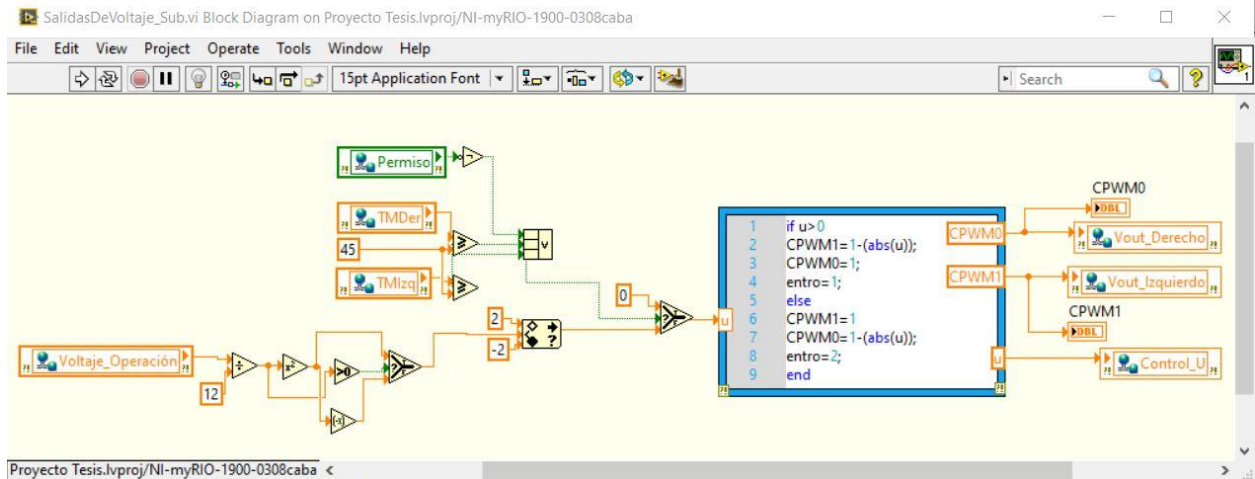 SalidasDeVoltaje_Sub.vi Block Diagram on Proyecto Tesis.lvproj/NI-myRIO-1900-0308caba
File Edit View Project Operate Tools Window Help
15pt Application Font
Search
1
Permiso
TMDer
45
TMIzq
≥
≥
v
2
-2
0
Voltaje_Operación
12
÷
x²
>0
(-x)
?
?
?
u
1 if u>0
2 CPWM1=1-(abs(u));
3 CPWM0=1;
4 entro=1;
5 else
6 CPWM1=1
7 CPWM0=1-(abs(u));
8 entro=2;
9 end
CPWM0
CPWM1
u
CPWM0
DBL
Vout_Derecho
Vout_Izquierdo
CPWM1
DBL
Control_U
Proyecto Tesis.lvproj/NI-myRIO-1900-0308caba